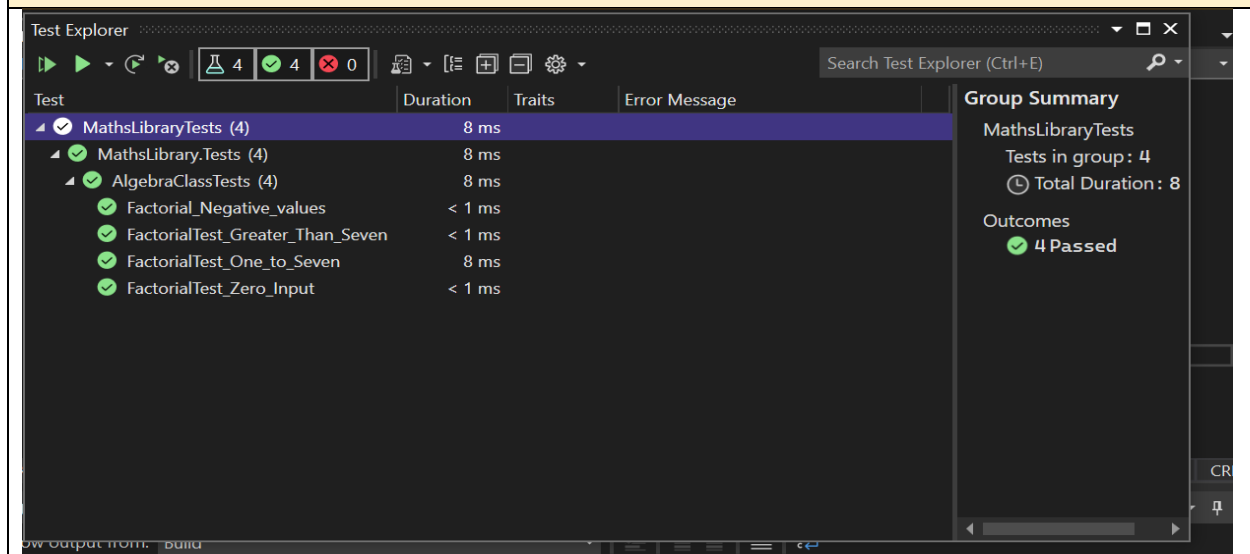 Test Explorer
4 4 0
Search Test Explorer (Ctrl+E)
Test Duration Traits Error Message
MathsLibraryTests (4) 8 ms
MathsLibrary.Tests (4) 8 ms
AlgebraClassTests (4) 8 ms
Factorial_Negative_values < 1 ms
FactorialTest_Greater_Than_Seven < 1 ms
FactorialTest_One_to_Seven 8 ms
FactorialTest_Zero_Input < 1 ms
Group Summary
MathsLibraryTests
Tests in group: 4
Total Duration: 8
Outcomes
4 Passed
output from: Build